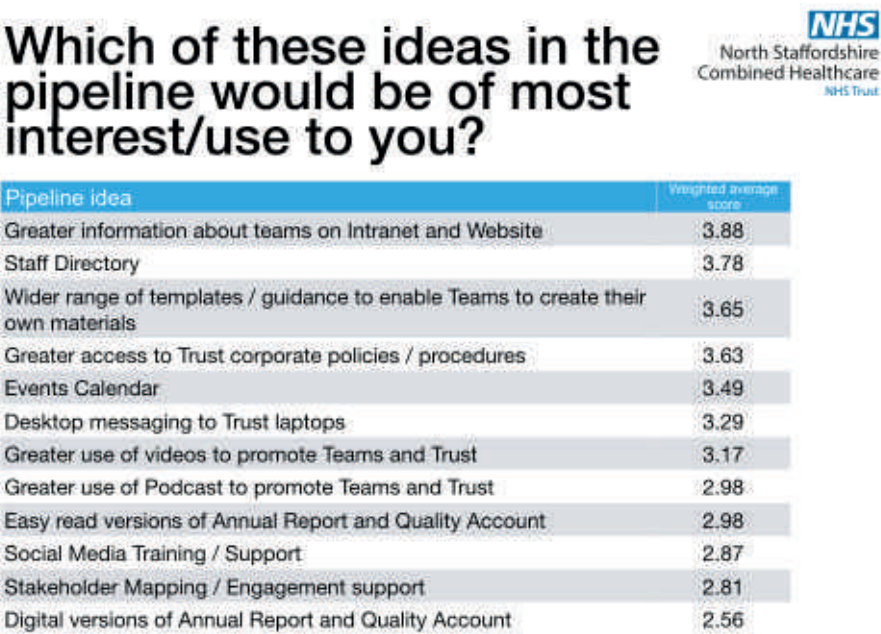 Which of these ideas in the
pipeline would be of most
interest/use to you?
NHS
North Staffordshire
Combined Healthcare
NHS Trust
Pipeline idea
Weighted average
score
Greater information about teams on Intranet and Website 3.88
Staff Directory 3.78
Wider range of templates / guidance to enable Teams to create their
own materials
3.65
Greater access to Trust corporate policies / procedures 3.63
Events Calendar 3.49
Desktop messaging to Trust laptops 3.29
Greater use of videos to promote Teams and Trust 3.17
Greater use of Podcast to promote Teams and Trust 2.98
Easy read versions of Annual Report and Quality Account 2.98
Social Media Training / Support 2.87
Stakeholder Mapping / Engagement support 2.81
Digital versions of Annual Report and Quality Account 2.56